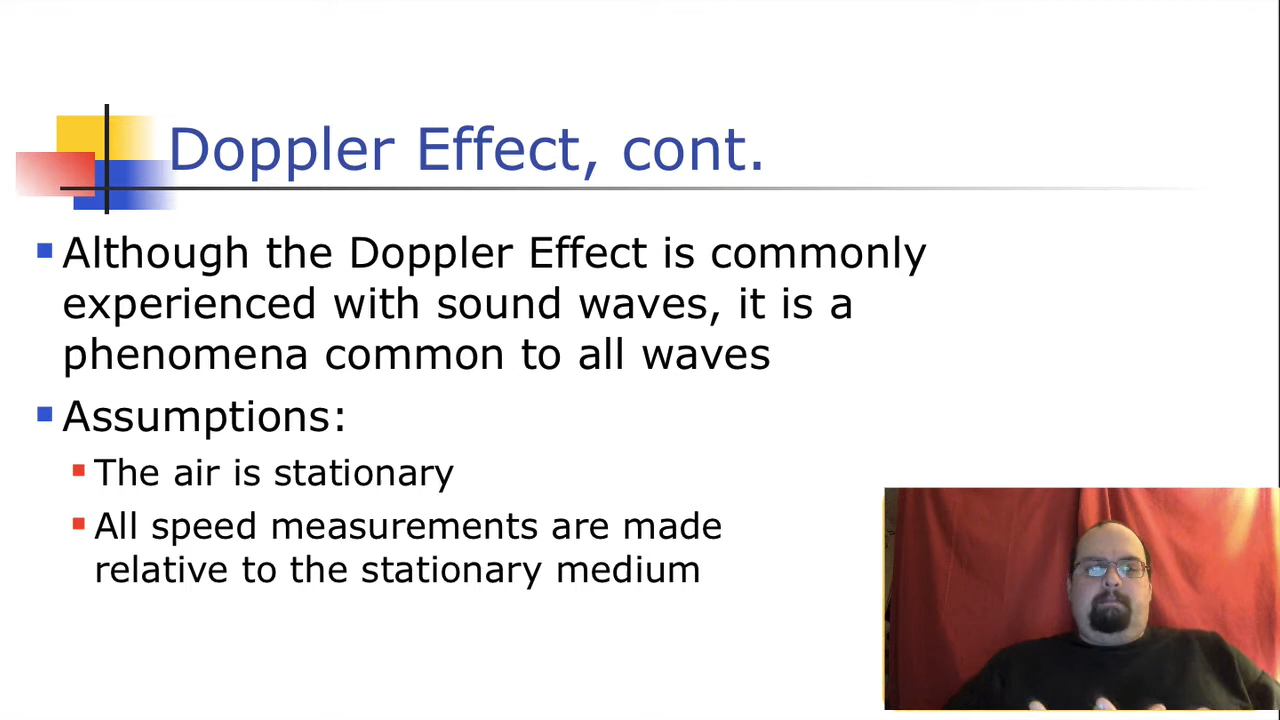 Doppler Effect, cont.
Although the Doppler Effect is commonly
experienced with sound waves, it is a
phenomena common to all waves
Assumptions:
The air is stationary
All speed measurements are made
relative to the stationary medium